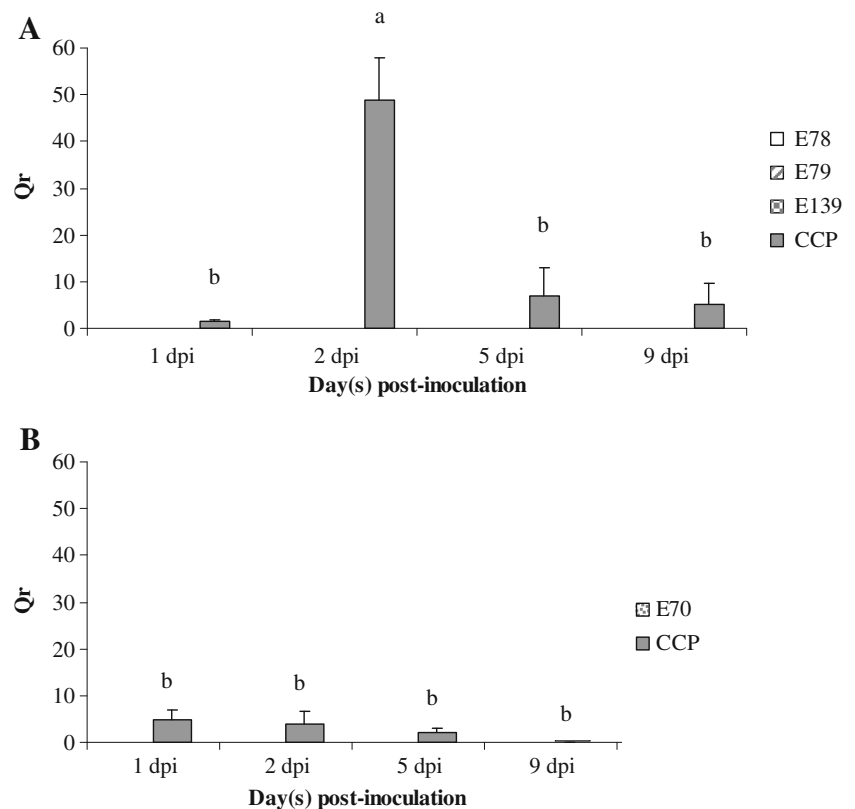 A
a
60
50
40
30
20
10
0
Qr
b
b
b
1 dpi 2 dpi 5 dpi 9 dpi
Day(s) post-inoculation
E78
E79
E139
CCP
B
60
50
40
30
20
10
0
Qr
b
b
b
b
1 dpi 2 dpi 5 dpi 9 dpi
Day(s) post-inoculation
E70
CCP